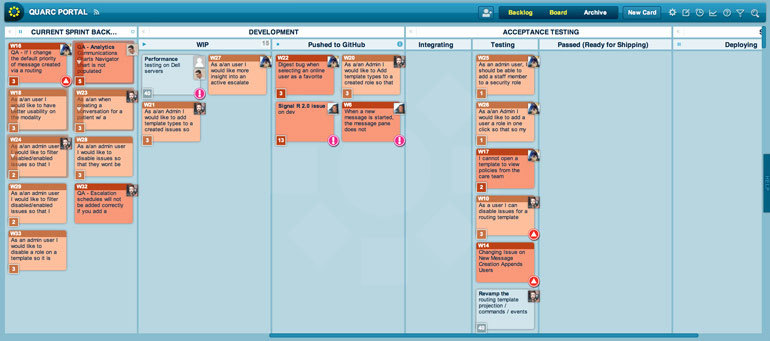 QUARC PORTAL
Backlog
Board
Archive
New Card
CURRENT SPRINT BACK...
DEVELOPMENT
ACCEPTANCE TESTING
WIP
15
Pushed to GitHub
Integrating
Testing
Passed (Ready for Shipping)
Deploying
W16
QA - If I change
the default priority
of message created
via a routing
3
QA - Analytics
Communications
Charts Navigator
chart is not
populated
5
W18
As a/an user I
would like to have
better usability on
the modality
3
W23
As a/an when
creating a
conversation for a
patient w/ a
3
W24
As a/an admin user
I would like to filter
disabled/enabled
issues so that I
2
W25
As a/an admin user
I would like to
disable issues so
that they wont be
3
As a/an admin user
I would like to filter
disabled/enabled
issues so that I
2
W32
QA - Escalation
schedules will not
be added correctly
if you add a
W33
As an admin user I
would like to
disable a role on a
template so it is
3
Performance
testing on Dell
servers
40
W27
As a/an user I
would like more
insight into an
active escalate
W21
As a/an Admin I
would like to add
template types to a
created issues so
3
W22
Digest bug when
selecting an online
user as a favorite
3
W20
As a/an Admin I
would like to Add
template types to a
created role so that
3
Signal R 2.0 issue
on dev
13
W6
When a new
message is started,
the message pane
does not
3
As an admin user, I
should be able to
add a staff member
to a security role
1
W26
As a/an Admin I
would like to add a
user a role in one
click so that so my
1
W17
I cannot open a
template to view
policies from the
care team
2
W10
As a user I can
disable issues for a
routing template
3
W14
Changing Issue on
New Message
Creation Appends
Users
Revamp the
routing template
projection /
commands / events
40
HELP